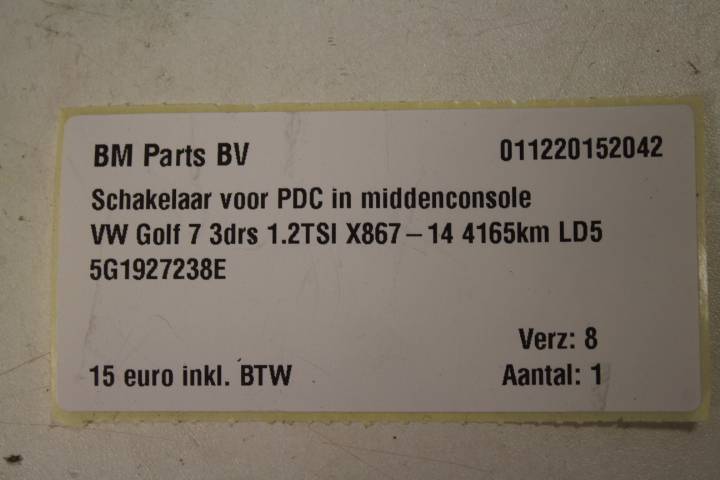 BM Parts BV 011220152042
Schakelaar voor PDC in middenconsole
VW Golf 7 3drs 1.2TSI X867-14 4165km LD5
5G1927238E
Verz: 8
15 euro inkl. BTW Aantal: 1